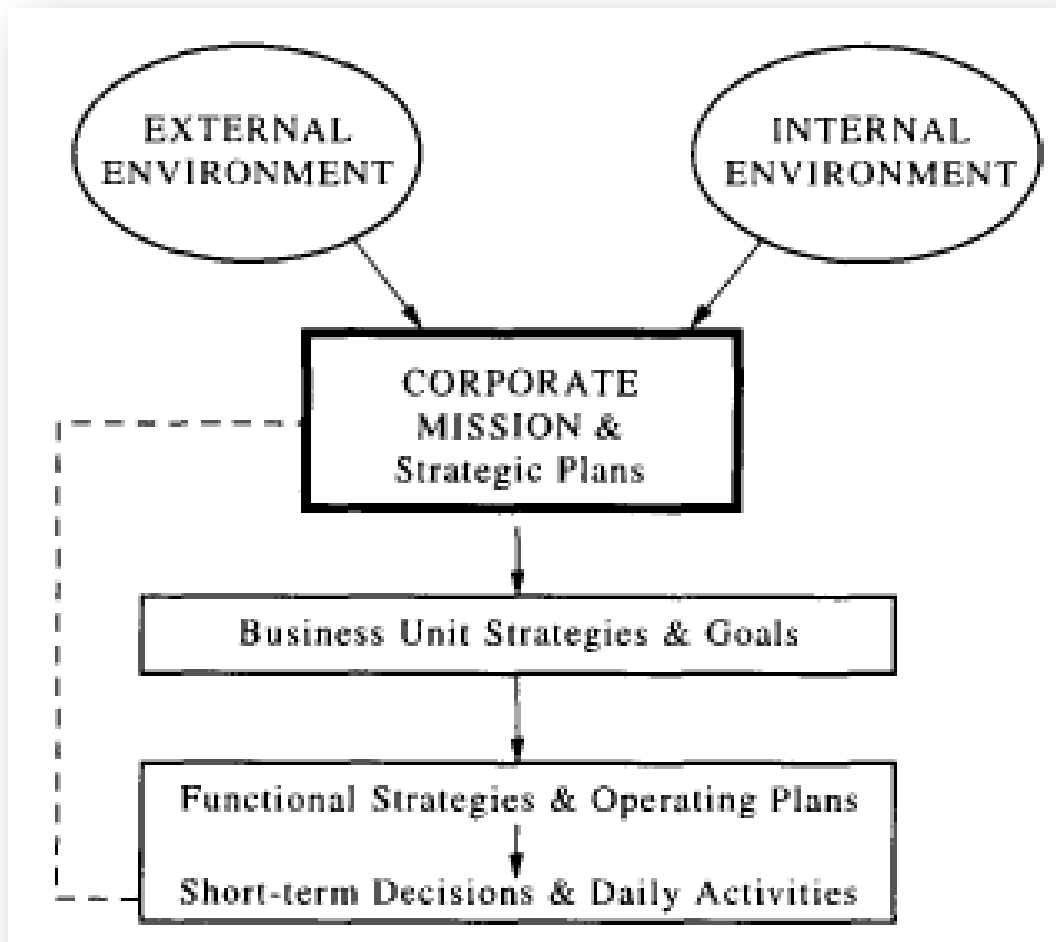 EXTERNAL
ENVIRONMENT
INTERNAL
ENVIRONMENT
CORPORATE
MISSION &
Strategic Plans
Business Unit Strategies & Goals
Functional Strategies & Operating Plans
Short-term Decisions & Daily Activities